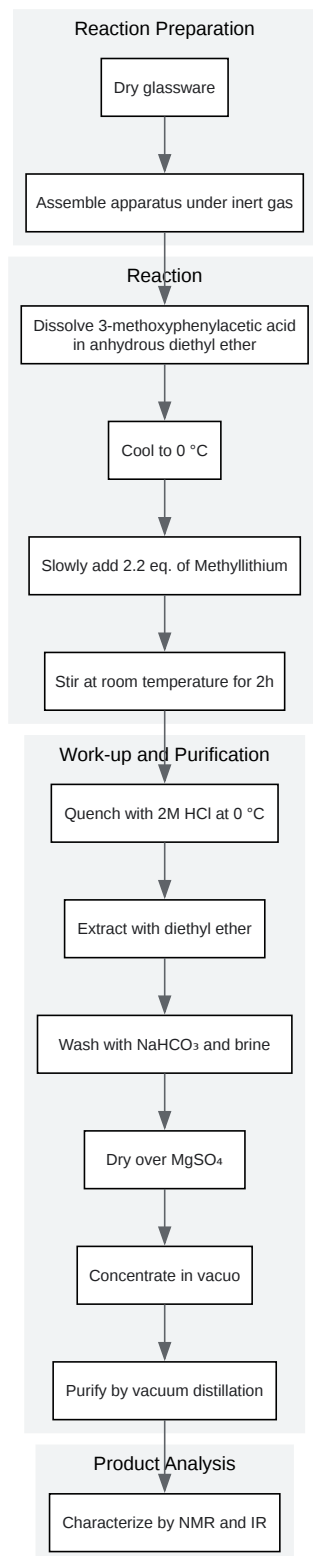 Reaction Preparation
Dry glassware
Assemble apparatus under inert gas
Reaction
Dissolve 3-methoxyphenylacetic acid
in anhydrous diethyl ether
Cool to 0 °C
Slowly add 2.2 eq. of Methyllithium
Stir at room temperature for 2h
Work-up and Purification
Quench with 2M HCl at 0 °C
Extract with diethyl ether
Wash with NaHCO₃ and brine
Dry over MgSO₄
Concentrate in vacuo
Purify by vacuum distillation
Product Analysis
Characterize by NMR and IR